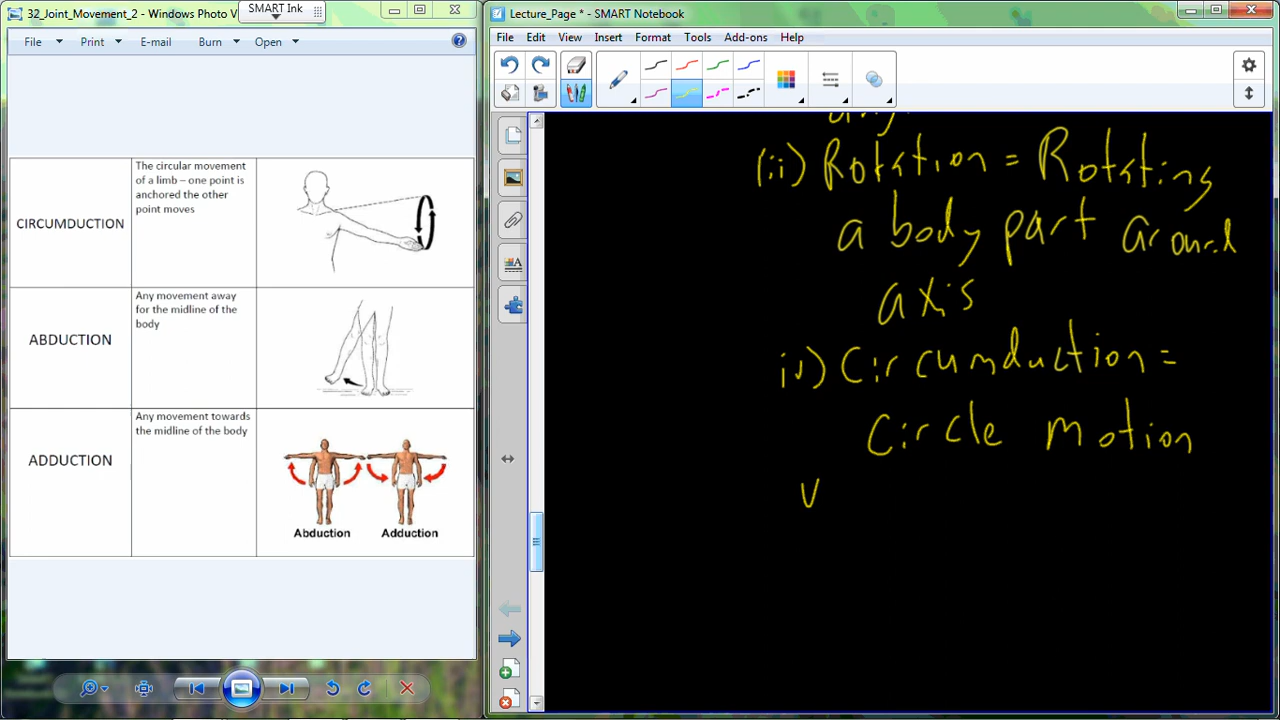 32_Joint_Movement_2 - Windows Photo V
SMART Ink
File Print E-mail Burn Open
CIRCUMDUCTION
The circular movement
of a limb – one point is
anchored the other
point moves
ABDUCTION
Any movement away
for the midline of the
body
ADDUCTION
Any movement towards
the midline of the body
Abduction Adduction
Lecture_Page * - SMART Notebook
File Edit View Insert Format Tools Add-ons Help
(ii) Rotation = Rotating
a body part around
axis
iv) Circumduction =
Circle motion
v